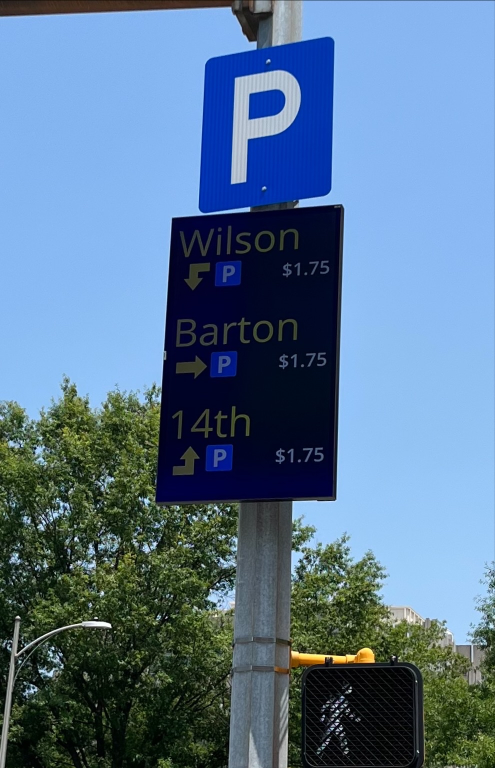 P
Wilson
P $1.75
Barton
P $1.75
14th
P $1.75